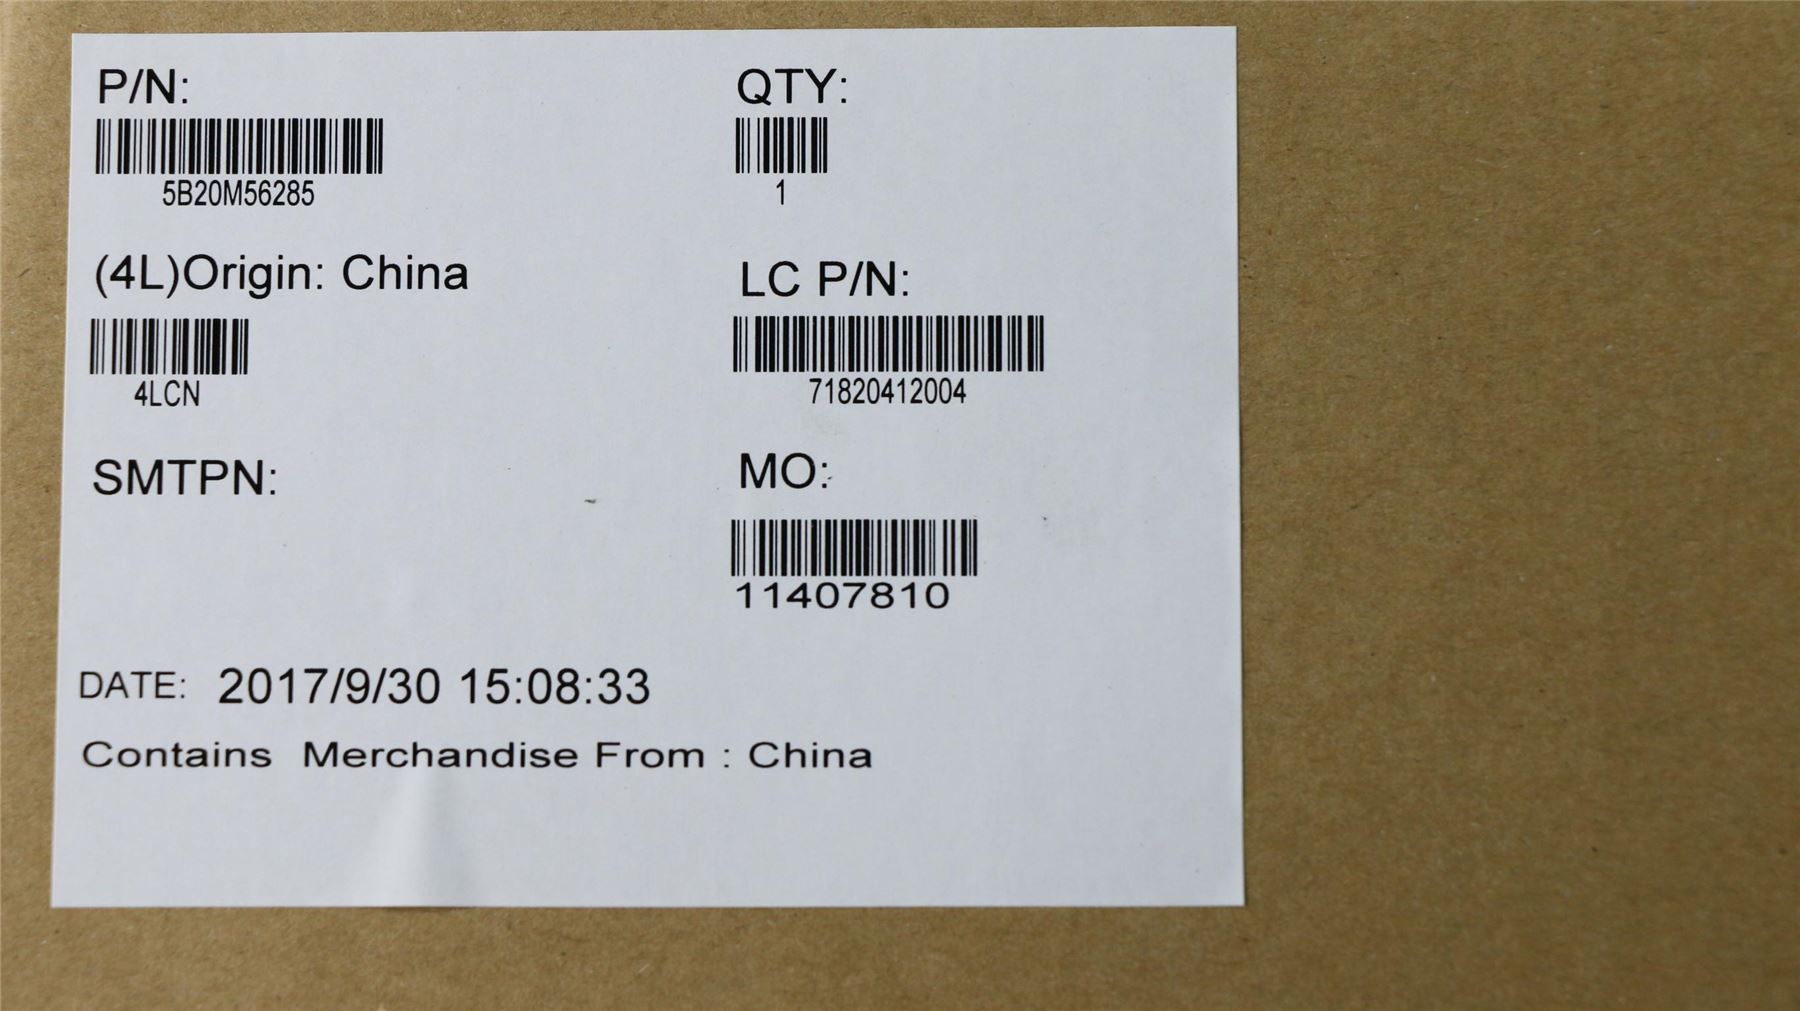 P/N:
5B20M56285
QTY:
1
(4L)Origin: China
4LCN
LC P/N:
71820412004
SMTPN:
MO:
11407810
DATE: 2017/9/30 15:08:33
Contains Merchandise From : China